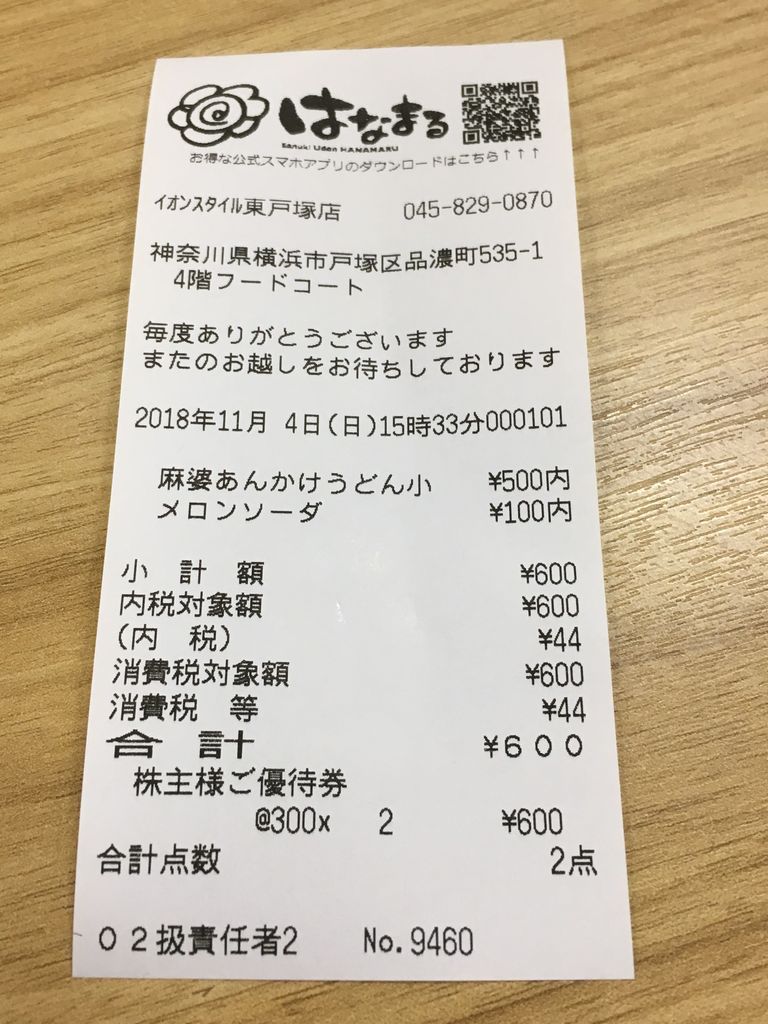 はなまる
Sanuki Udon HANAMARU
お得な公式スマホアプリのダウンロードはこちら↑↑↑
イオンスタイル東戸塚店 045-829-0870
神奈川県横浜市戸塚区品濃町535-1
4階フードコート
毎度ありがとうございます
またのお越しをお待ちしております
2018年11月 4日(日)15時33分000101
麻婆あんかけうどん小 ¥500内
メロンソーダ ¥100内
小 計 額 ¥600
内税対象額 ¥600
(内 税) ¥44
消費税対象額 ¥600
消費税 等 ¥44
合 計 ¥600
株主様ご優待券
@300x 2 ¥600
合計点数 2点
02扱責任者2 No.9460